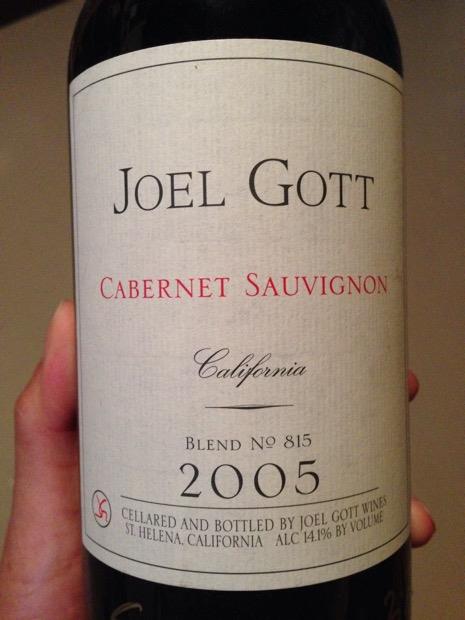 JOEL GOTT
CABERNET SAUVIGNON
California
BLEND Nº 815
2005
CELLARED AND BOTTLED BY JOEL GOTT WINES
ST. HELENA, CALIFORNIA ALC 14.1% BY VOLUME